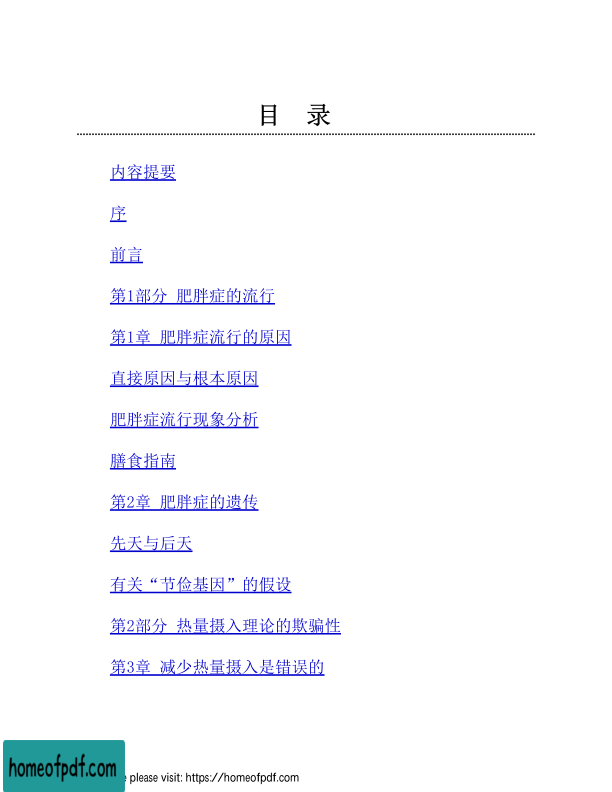 目 录
内容提要
序
前言
第1部分 肥胖症的流行
第1章 肥胖症流行的原因
直接原因与根本原因
肥胖症流行现象分析
膳食指南
第2章 肥胖症的遗传
先天与后天
有关“节俭基因”的假设
第2部分 热量摄入理论的欺骗性
第3章 减少热量摄入是错误的
homeofpdf.com
please visit: https://homeofpdf.com